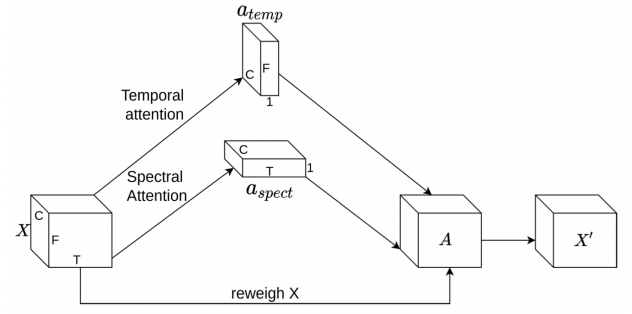 a_temp
C
F
1
Temporal
attention
C
T
1
a_spect
Spectral
Attention
X
C
F
T
A
X′
reweigh X